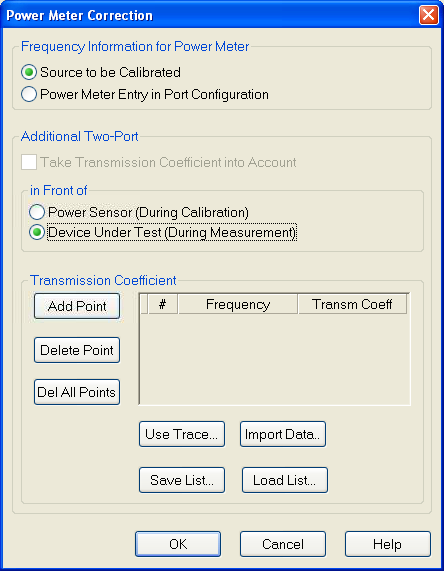 Power Meter Correction
Frequency Information for Power Meter
Source to be Calibrated
Power Meter Entry in Port Configuration
Additional Two-Port
Take Transmission Coefficient into Account
in Front of
Power Sensor (During Calibration)
Device Under Test (During Measurement)
Transmission Coefficient
Add Point
# Frequency Transm Coeff
Delete Point
Del All Points
Use Trace... Import Data..
Save List... Load List...
OK Cancel Help